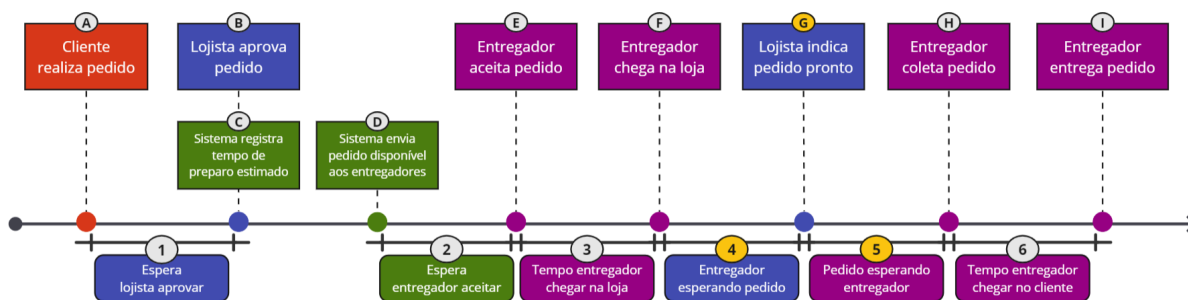 A
Cliente
realiza pedido
B
Lojista aprova
pedido
C
Sistema registra
tempo de
preparo estimado
D
Sistema envia
pedido disponível
aos entregadores
E
Entregador
aceita pedido
F
Entregador
chega na loja
G
Lojista indica
pedido pronto
H
Entregador
coleta pedido
I
Entregador
entrega pedido
1
Espera
lojista aprovar
2
Espera
entregador aceitar
3
Tempo entregador
chegar na loja
4
Entregador
esperando pedido
5
Pedido esperando
entregador
6
Tempo entregador
chegar no cliente